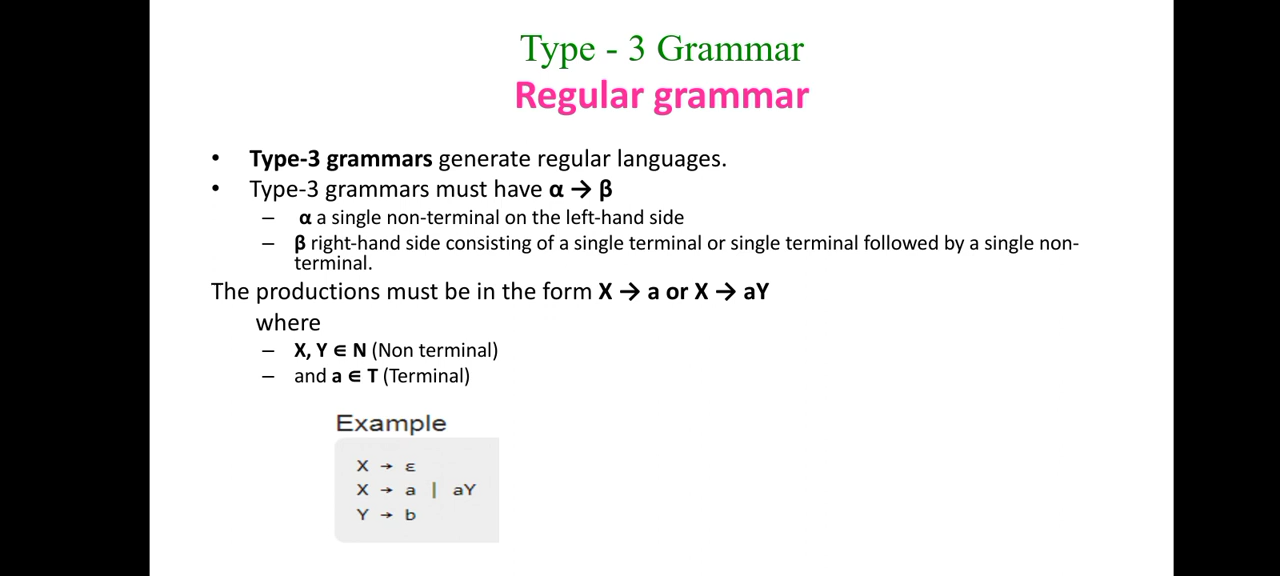 Type - 3 Grammar
Regular grammar
• Type-3 grammars generate regular languages.
• Type-3 grammars must have α → β
– α a single non-terminal on the left-hand side
– β right-hand side consisting of a single terminal or single terminal followed by a single non-
terminal.
The productions must be in the form X → a or X → aY
where
– X, Y ∈ N (Non terminal)
– and a ∈ T (Terminal)
Example
X → ε
X → a | aY
Y → b